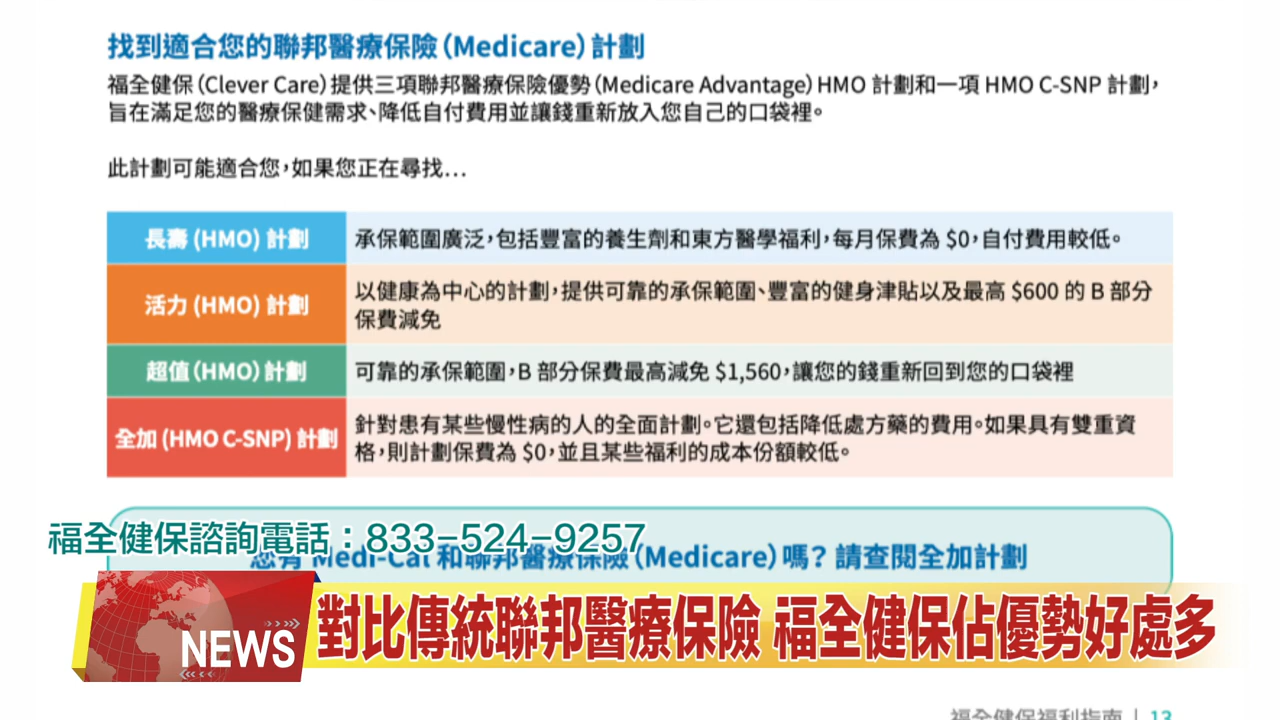 找到適合您的聯邦醫療保險（Medicare）計劃
福全健保（Clever Care）提供三項聯邦醫療保險優勢（Medicare Advantage）HMO 計劃和一項 HMO C-SNP 計劃，
旨在滿足您的醫療保健需求、降低自付費用並讓錢重新放入您自己的口袋裡。
此計劃可能適合您，如果您正在尋找…
長壽 (HMO) 計劃
承保範圍廣泛，包括豐富的養生劑和東方醫學福利，每月保費為 $0，自付費用較低。
活力 (HMO) 計劃
以健康為中心的計劃，提供可靠的承保範圍、豐富的健身津貼以及最高 $600 的 B 部分
保費減免
超值（HMO）計劃
可靠的承保範圍，B 部分保費最高減免 $1,560，讓您的錢重新回到您的口袋裡
全加 (HMO C-SNP) 計劃
針對患有某些慢性病的人的全面計劃。它還包括降低處方藥的費用。如果具有雙重資
格，則計劃保費為 $0，並且某些福利的成本份額較低。
福全健保諮詢電話：833-524-9257
您有 Medi-Cal 和聯邦醫療保險（Medicare）嗎？請查閱全加計劃
NEWS
對比傳統聯邦醫療保險 福全健保佔優勢好處多
福全健保福利指南 | 13